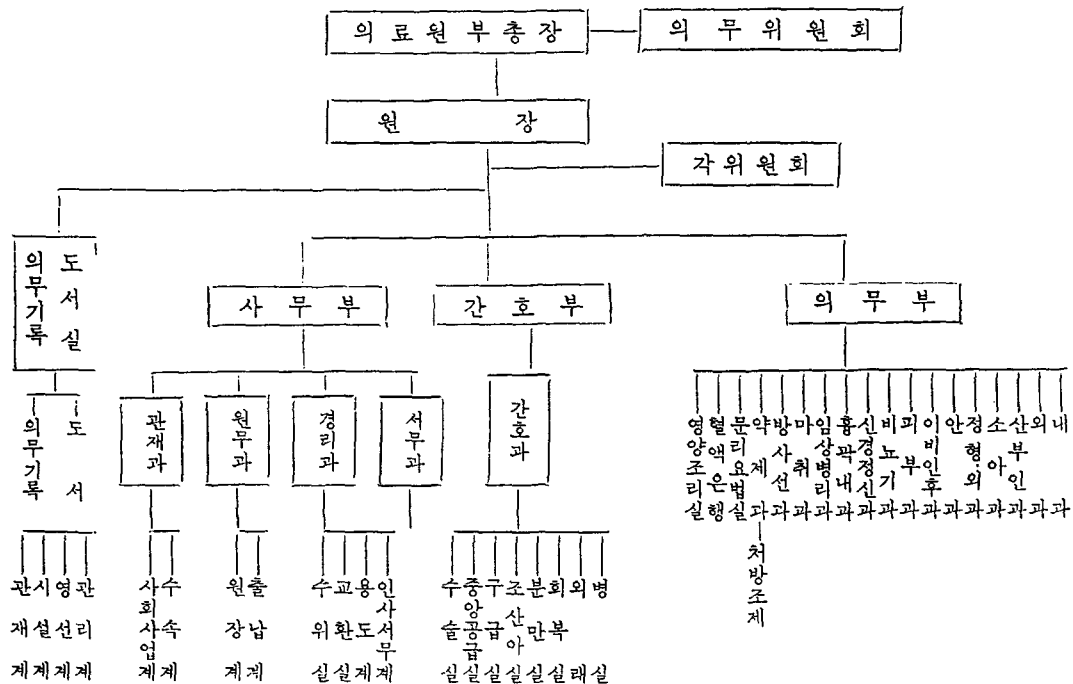 의료원부총장
의무위원회
원장
각위원회
의무기록
도서실
사무부
간호부
의무부
의무기록
도서
관재과
원무과
경리과
서무과
간호과
영양조리실
혈액은행
문리요법실
약제과
방사선과
마취과
임상병리과
흉곽내과
신경정신과
비뇨기과
피부과
이비인후과
안과
정형·외과
소아과
산부인과
외과
내과
처방조제
관재계
시설계
영선계
관리계
사회사업계
수속계
원장계
출납계
수위실
교환실
용도계
인사서무계
수술실
중앙공급실
구급실
조산아실
분만실
회복실
외래
병실